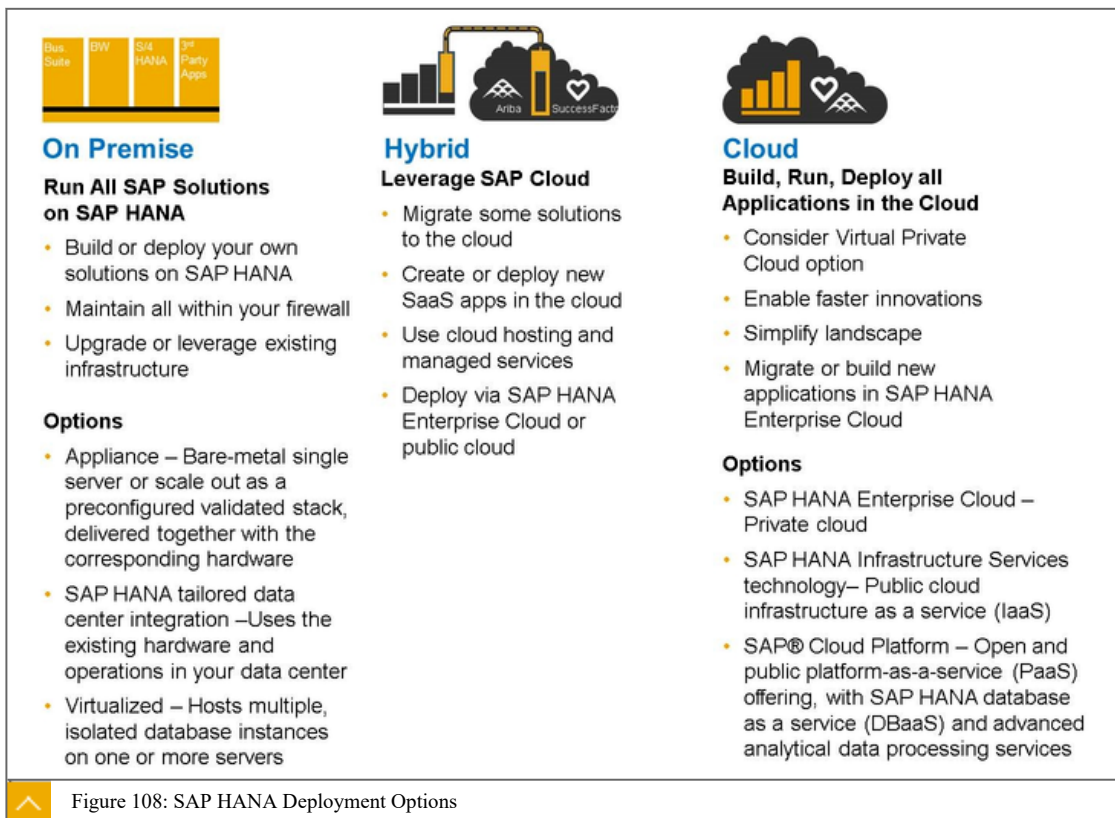 Bus.
Suite
BW
S/4
HANA
3rd
Party
Apps
On Premise
Run All SAP Solutions
on SAP HANA
• Build or deploy your own
solutions on SAP HANA
• Maintain all within your firewall
• Upgrade or leverage existing
infrastructure
Options
• Appliance – Bare-metal single
server or scale out as a
preconfigured validated stack,
delivered together with the
corresponding hardware
• SAP HANA tailored data
center integration –Uses the
existing hardware and
operations in your data center
• Virtualized – Hosts multiple,
isolated database instances
on one or more servers
Ariba
SuccessFacto
Hybrid
Leverage SAP Cloud
• Migrate some solutions
to the cloud
• Create or deploy new
SaaS apps in the cloud
• Use cloud hosting and
managed services
• Deploy via SAP HANA
Enterprise Cloud or
public cloud
Cloud
Build, Run, Deploy all
Applications in the Cloud
• Consider Virtual Private
Cloud option
• Enable faster innovations
• Simplify landscape
• Migrate or build new
applications in SAP HANA
Enterprise Cloud
Options
• SAP HANA Enterprise Cloud –
Private cloud
• SAP HANA Infrastructure Services
technology– Public cloud
infrastructure as a service (IaaS)
• SAP® Cloud Platform – Open and
public platform-as-a-service (PaaS)
offering, with SAP HANA database
as a service (DBaaS) and advanced
analytical data processing services
Figure 108: SAP HANA Deployment Options